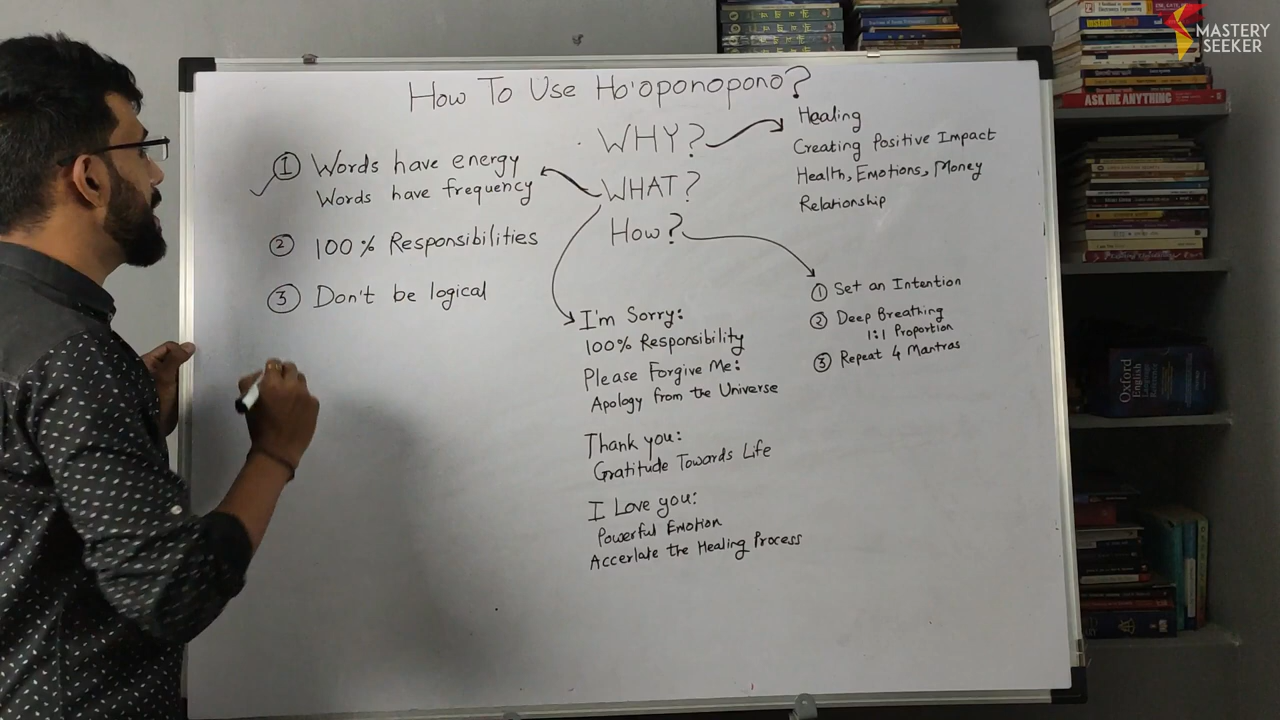 MASTERY
SEEKER
instant english
ASK ME ANYTHING
Oxford
English
How To Use Ho'oponopono?
WHY?
Healing
Creating Positive Impact
Health, Emotions, Money
Relationship
WHAT?
① Words have energy
Words have frequency
② 100% Responsibilities
③ Don't be logical
How?
I'm Sorry:
100% Responsibility
Please Forgive Me:
Apology from the Universe
Thank you:
Gratitude Towards Life
I Love you:
Powerful Emotion
Accerlate the Healing Process
① Set an Intention
② Deep Breathing
1:1 Proportion
③ Repeat 4 Mantras